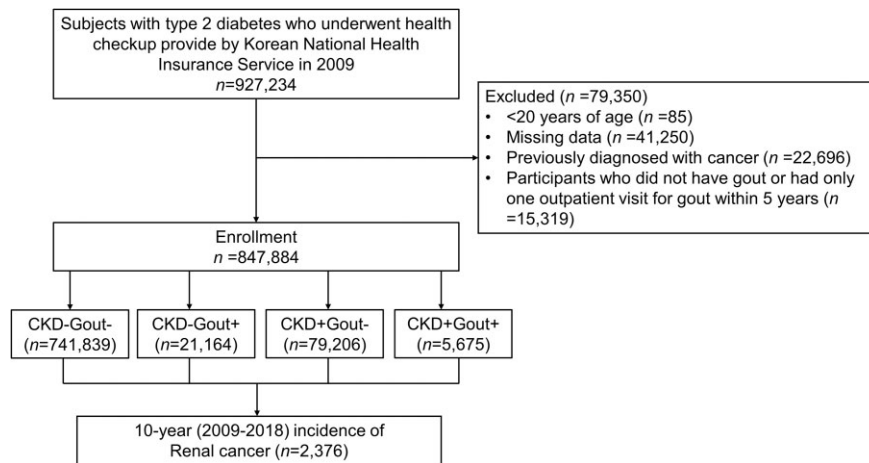 Subjects with type 2 diabetes who underwent health
checkup provide by Korean National Health
Insurance Service in 2009
n=927,234
Excluded (n =79,350)
• <20 years of age (n =85)
• Missing data (n =41,250)
• Previously diagnosed with cancer (n =22,696)
• Participants who did not have gout or had only
one outpatient visit for gout within 5 years (n
=15,319)
Enrollment
n =847,884
CKD-Gout-
(n=741,839)
CKD-Gout+
(n=21,164)
CKD+Gout-
(n=79,206)
CKD+Gout+
(n=5,675)
10-year (2009-2018) incidence of
Renal cancer (n=2,376)